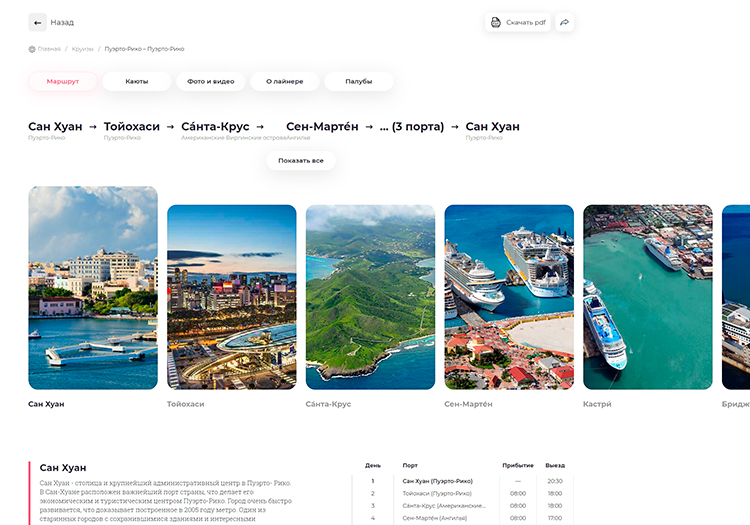 Назад
Скачать pdf
Главная / Круизы / Пуэрто-Рико – Пуэрто-Рико
Маршрут
Каюты
Фото и видео
О лайнере
Палубы
Сан Хуан → Тойохаси → Са́нта-Крус → Сен-Марте́н → ... (3 порта) → Сан Хуан
Пуэрто-Рико Пуэрто-Рико Американские Виргинские острова Ангилья Пуэрто-Рико
Показать все
Сан Хуан
Тойохаси
Са́нта-Крус
Сен-Марте́н
Кастри́
Бридж
Сан Хуан
Сан Хуан - столица и крупнейший административный центр в Пуэрто- Рико.
В Сан-Хуане расположен важнейший порт страны, что делает его
экономическим и туристическим центром Пуэрто-Рико. Город очень быстро
развивается, что доказывает построенное в 2005 году метро. Один из
старинных городов с сохранившимися зданиями и интересными
День Порт Прибытие Выезд
1 Сан Хуан (Пуэрто-Рико) — 20:30
2 Тойохаси (Пуэрто-Рико) 08:00 18:00
3 Са́нта-Крус (Американские... 08:00 18:00
4 Сен-Марте́н (Ангилья) 08:00 17:00